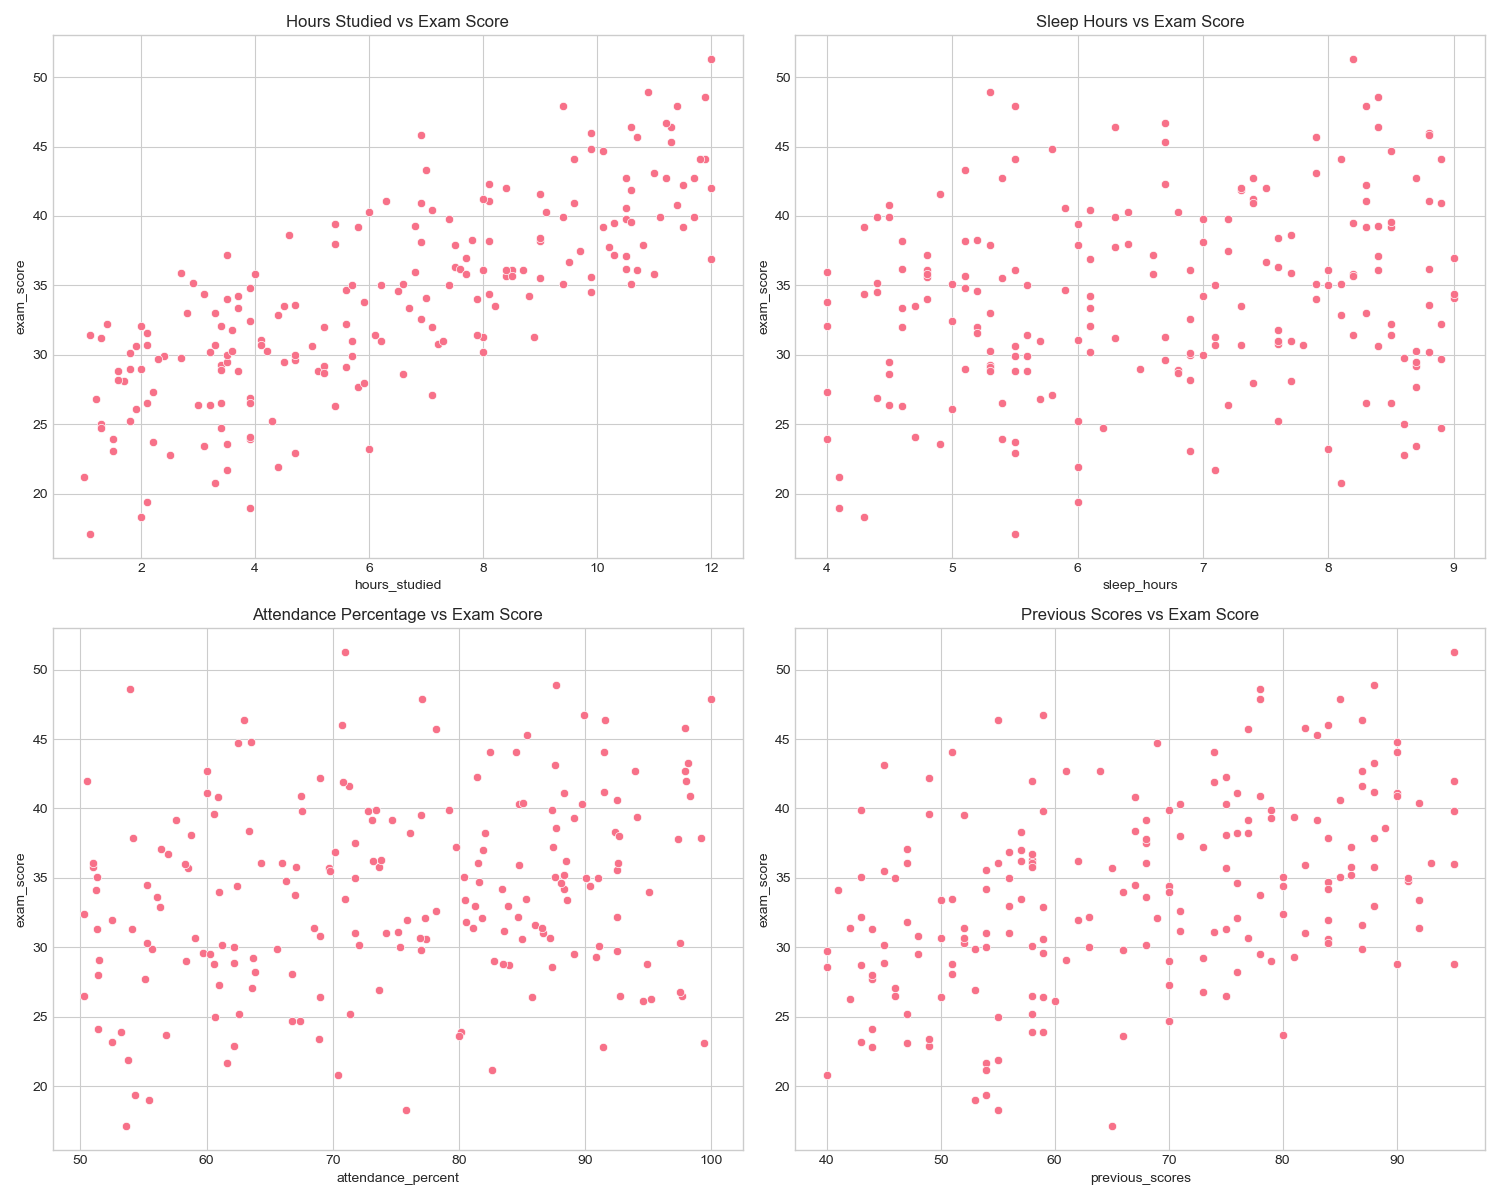 Hours Studied vs Exam Score
50
45
40
35
30
25
20
exam_score
2 4 6 8 10 12
hours_studied
Sleep Hours vs Exam Score
50
45
40
35
30
25
20
exam_score
4 5 6 7 8 9
sleep_hours
Attendance Percentage vs Exam Score
50
45
40
35
30
25
20
exam_score
50 60 70 80 90 100
attendance_percent
Previous Scores vs Exam Score
50
45
40
35
30
25
20
exam_score
40 50 60 70 80 90
previous_scores